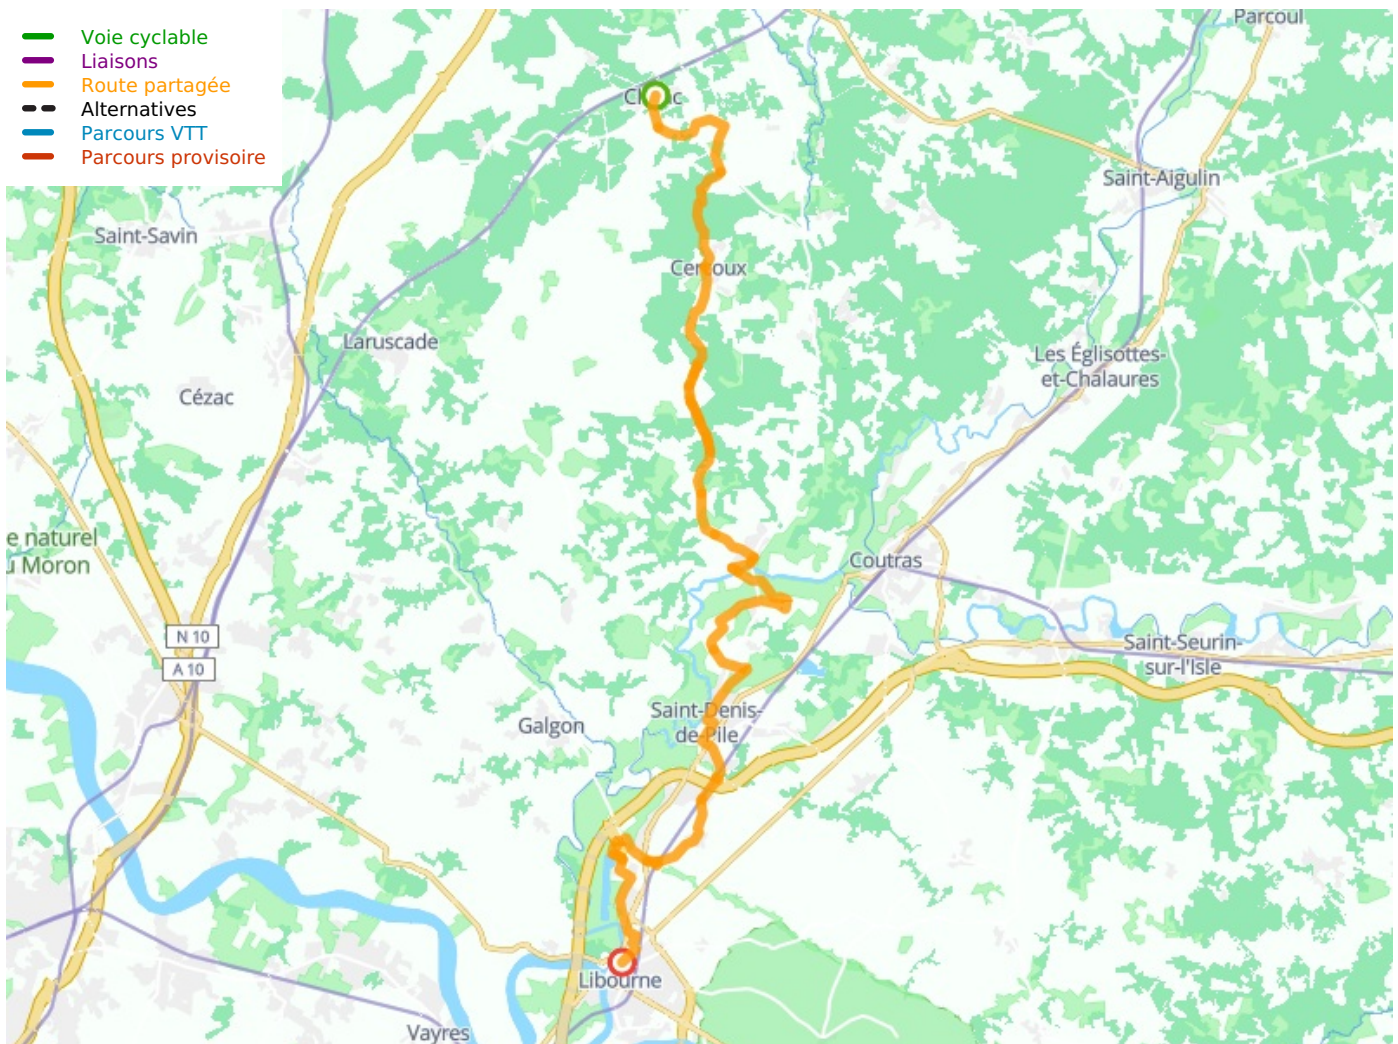 Voie cyclable
Liaisons
Route partagée
Alternatives
Parcours VTT
Parcours provisoire
Parcoul
Saint-Aigulin
Saint-Savin
Laruscade
Les Églisottes-
et-Chalaures
Cézac
e naturel
Moron
Coutras
N 10
A 10
Saint-Seurin-
sur-l'Isle
Saint-Denis-
de-Pile
Galgon
Libourne
Vayres